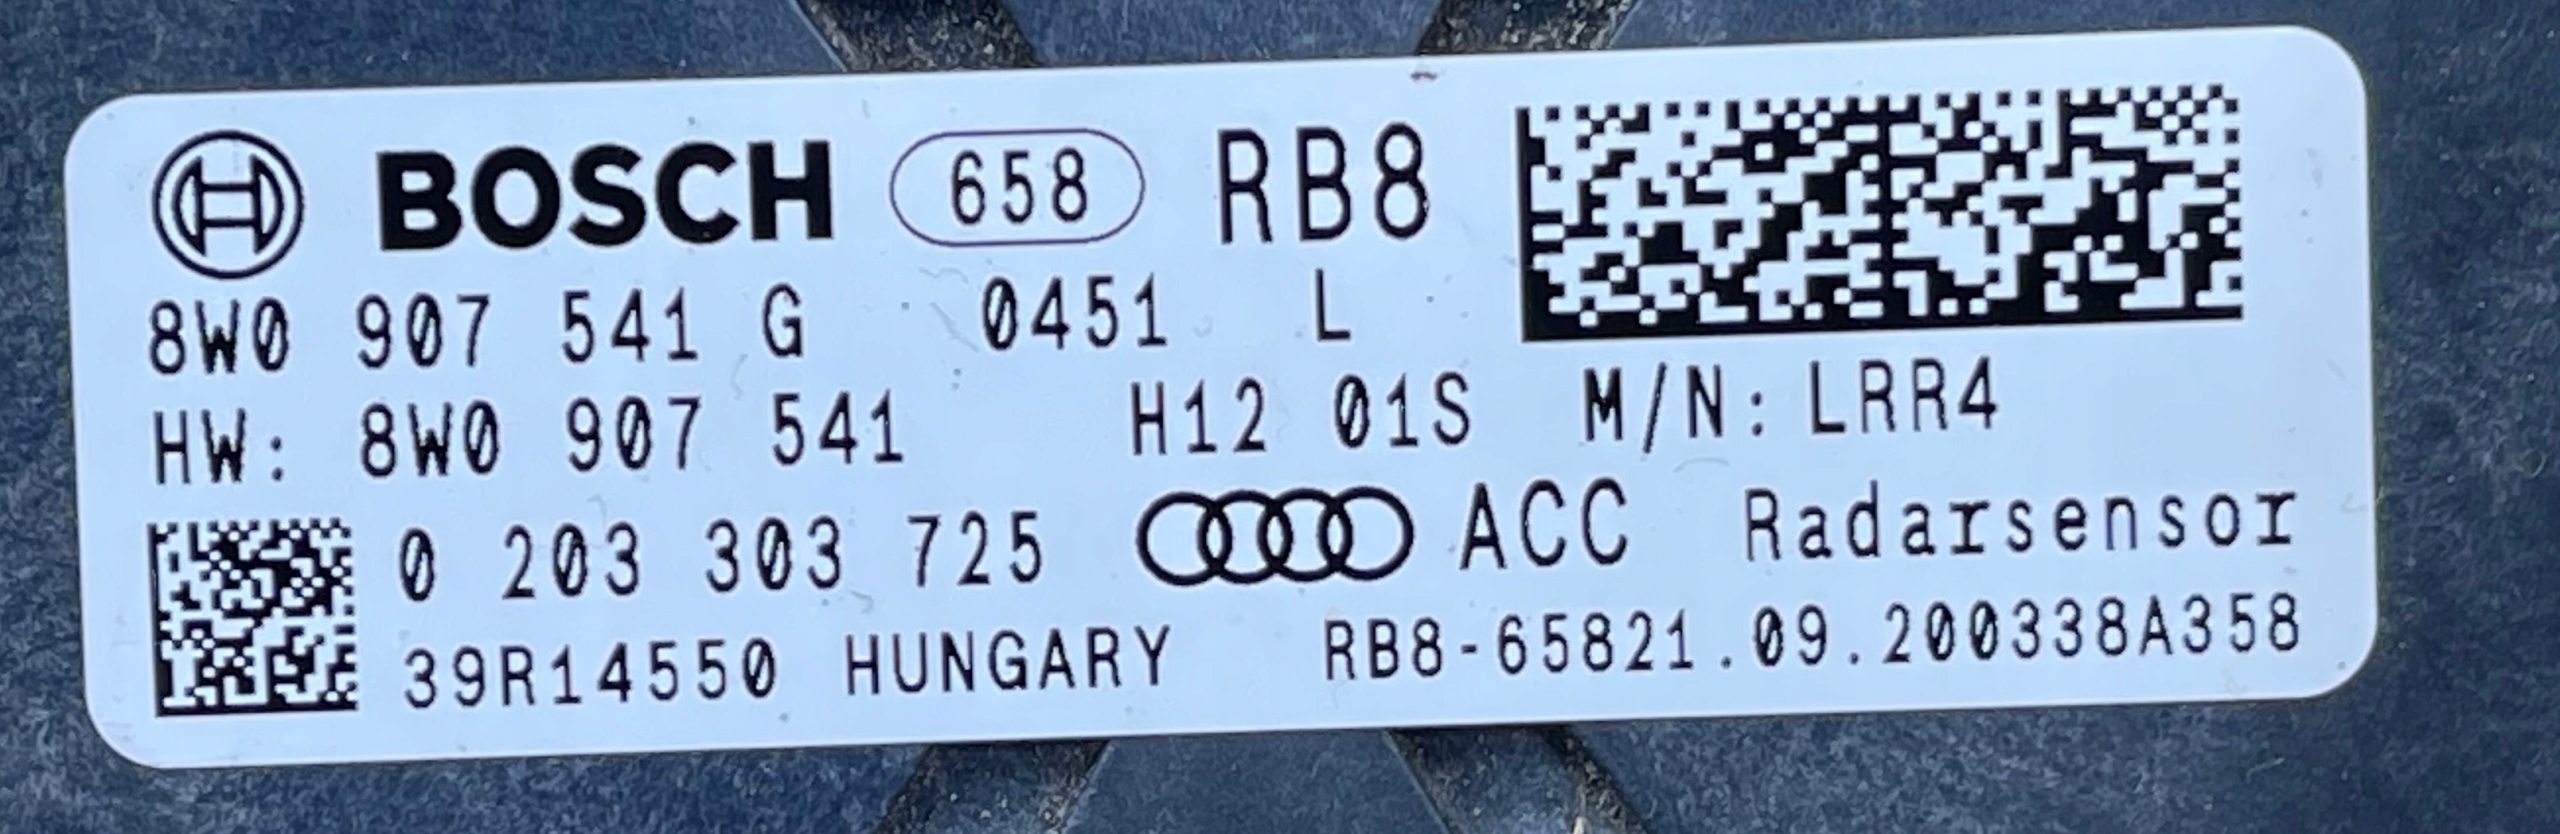 BOSCH 658 RB8
8W0 907 541 G 0451 L
HW: 8W0 907 541 H12 01S M/N: LRR4
0 203 303 725 ACC Radarsensor
39R14550 HUNGARY RB8-65821.09.200338A358